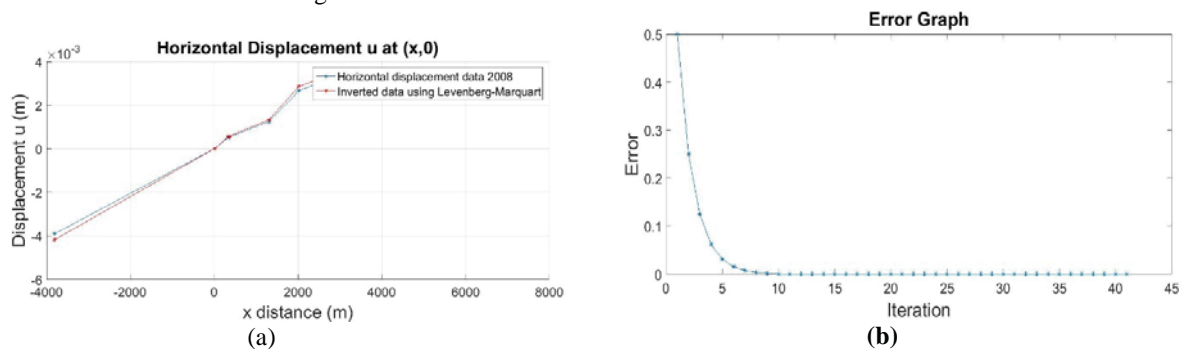 Horizontal Displacement u at (x,0)
×10⁻³
4
2
0
-2
-4
-6
Displacement u (m)
Horizontal displacement data 2008
Inverted data using Levenberg-Marquart
-4000 -2000 0 2000 4000 6000 8000
x distance (m)
(a)
Error Graph
0.5
0.4
0.3
0.2
0.1
0
Error
0 5 10 15 20 25 30 35 40 45
Iteration
(b)